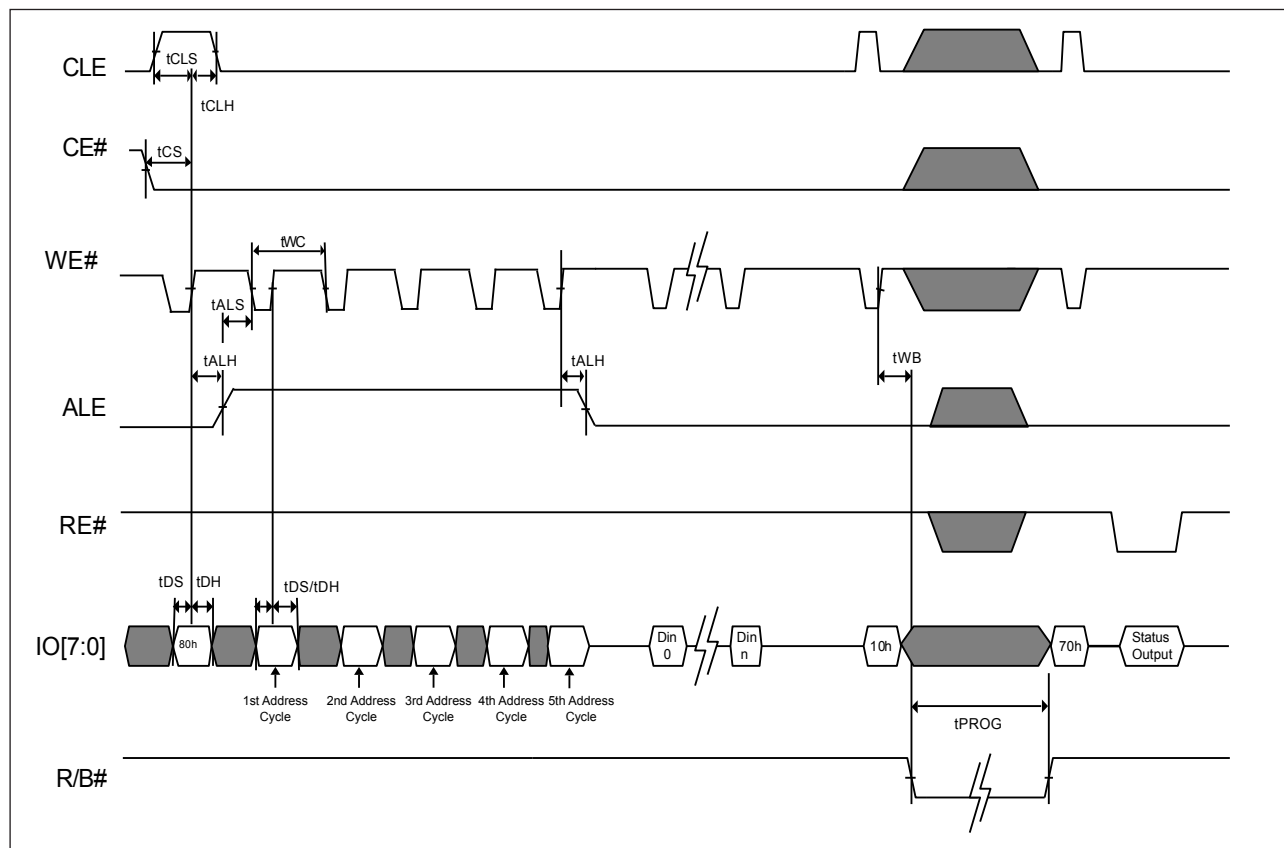 CLE
tCLS
tCLH
CE#
tCS
WE#
tWC
tALS
tALH
tALH
tWB
ALE
RE#
tDS
tDH
tDS/tDH
IO[7:0]
80h
Din
0
Din
n
10h
70h
Status
Output
1st Address
Cycle
2nd Address
Cycle
3rd Address
Cycle
4th Address
Cycle
5th Address
Cycle
tPROG
R/B#